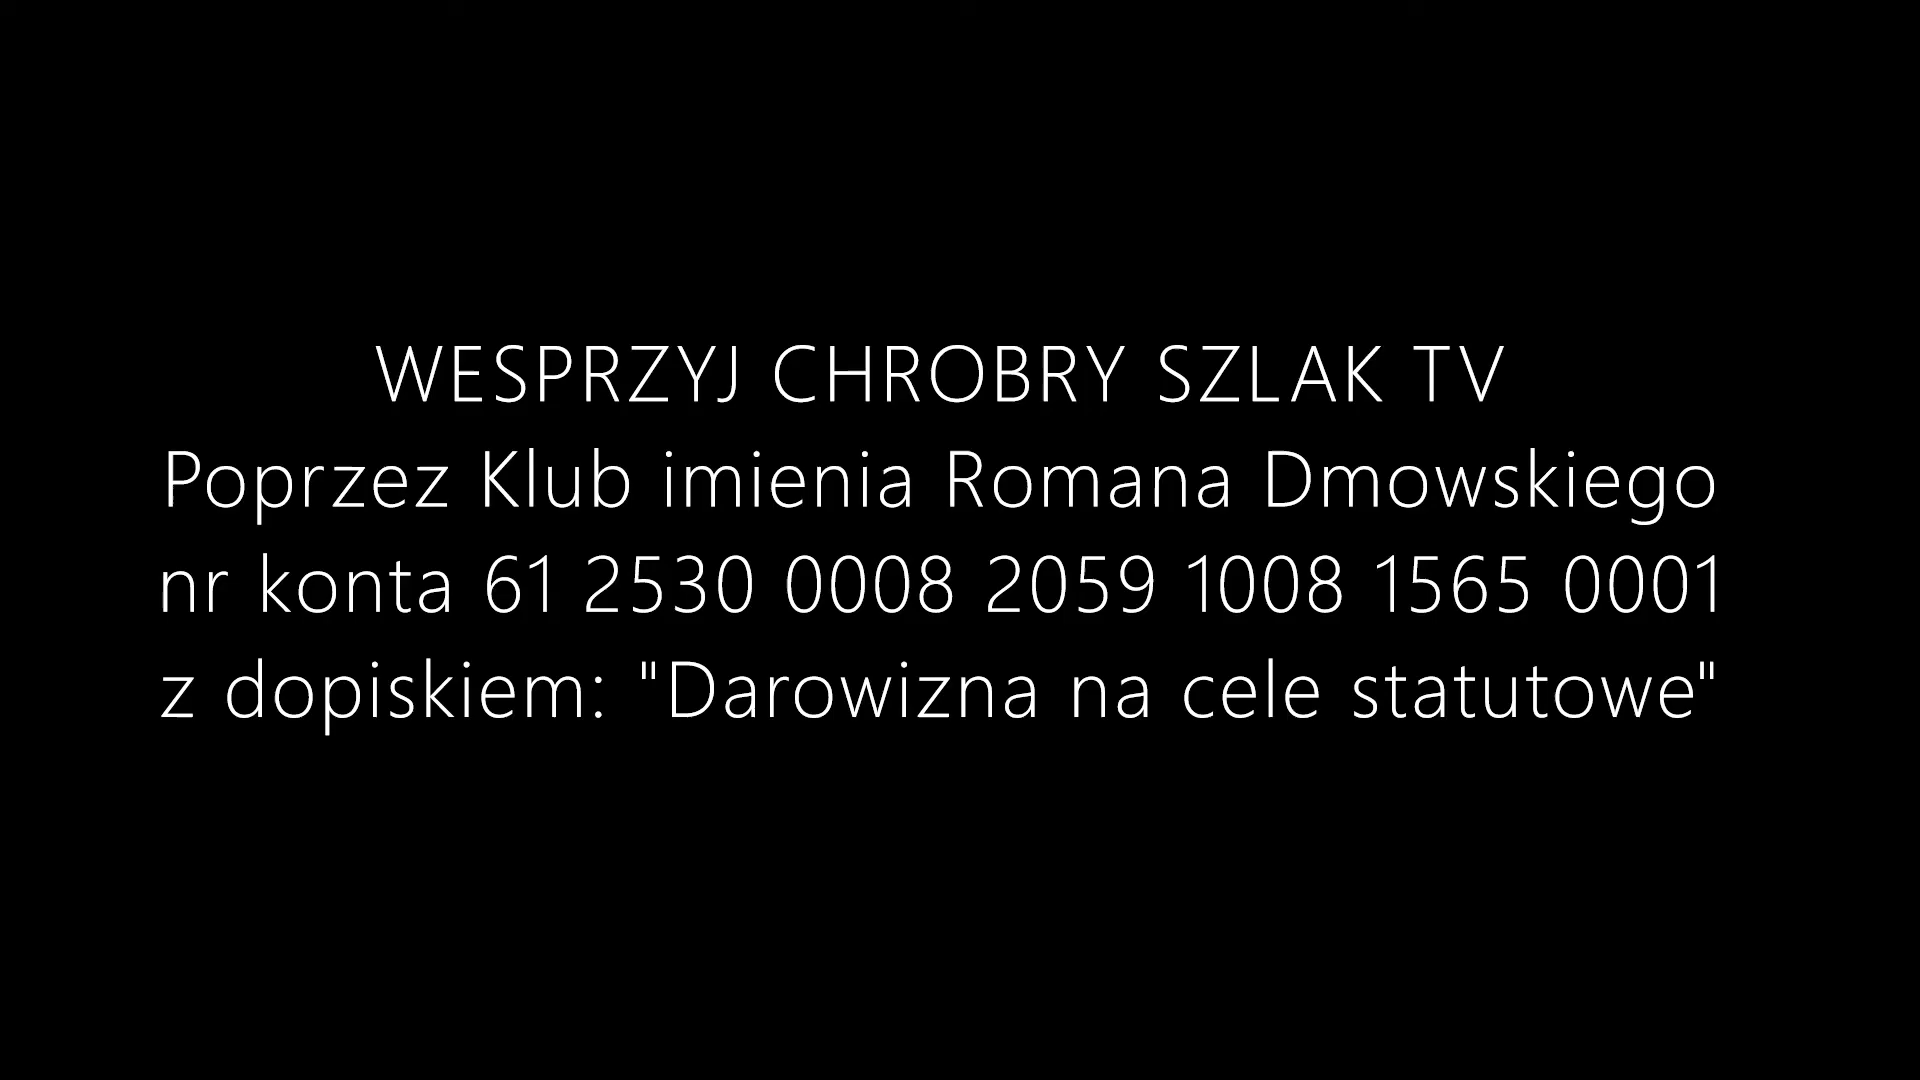 WESPRZYJ CHROBRY SZLAK TV
Poprzez Klub imienia Romana Dmowskiego
nr konta 61 2530 0008 2059 1008 1565 0001
z dopiskiem: "Darowizna na cele statutowe"